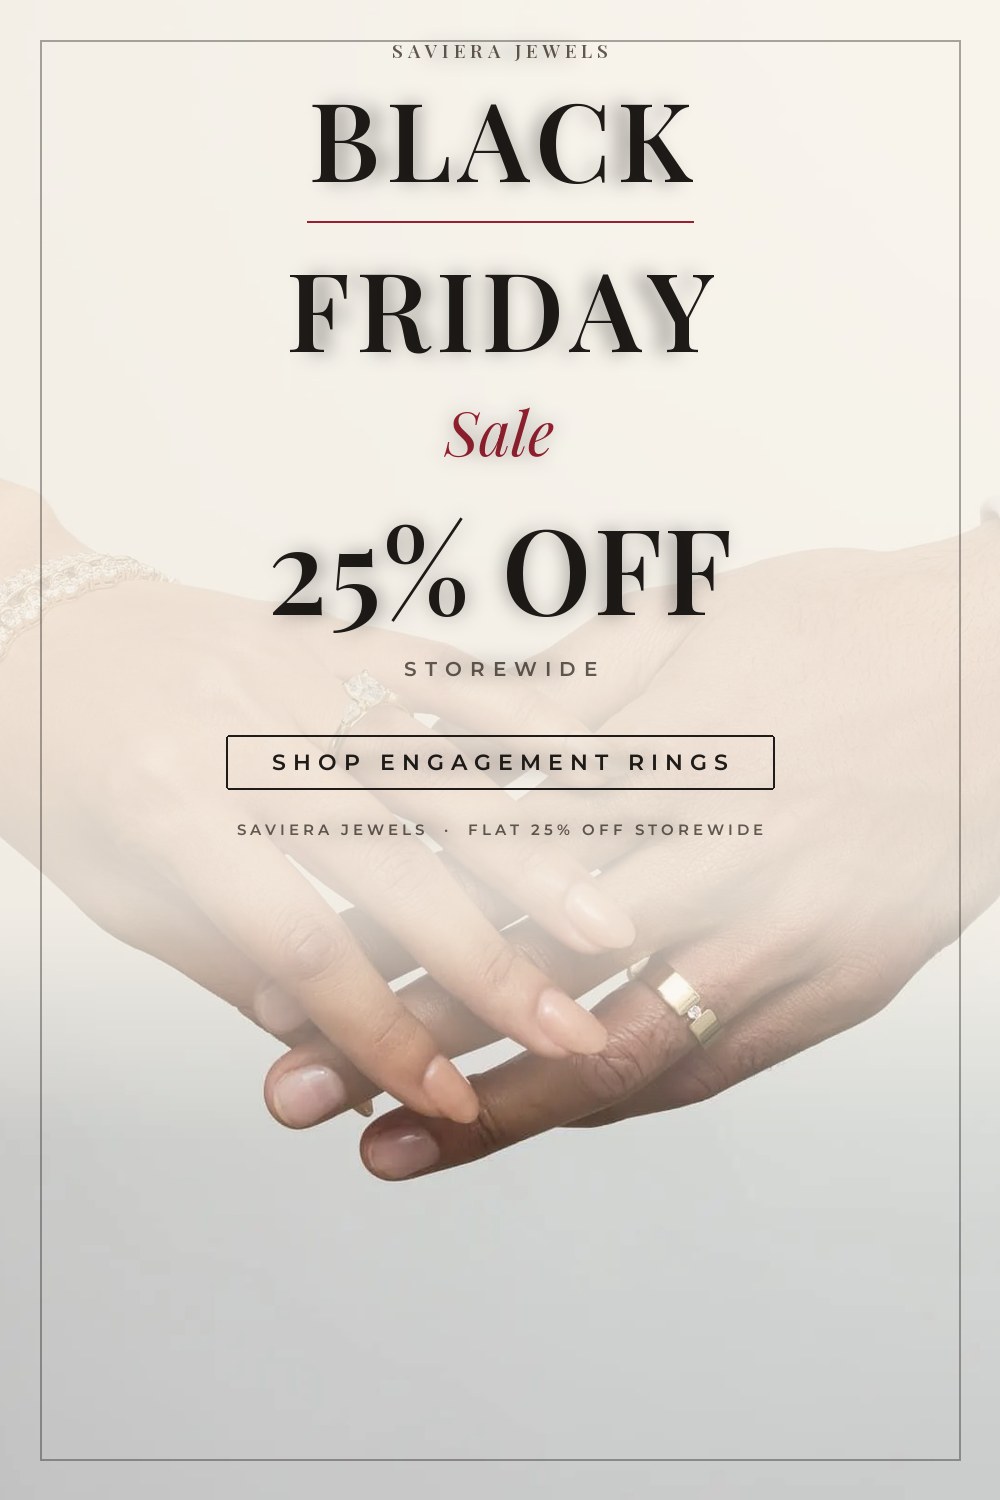 SAVIERA JEWELS
BLACK
FRIDAY
Sale
25% OFF
STOREWIDE
SHOP ENGAGEMENT RINGS
SAVIERA JEWELS · FLAT 25% OFF STOREWIDE